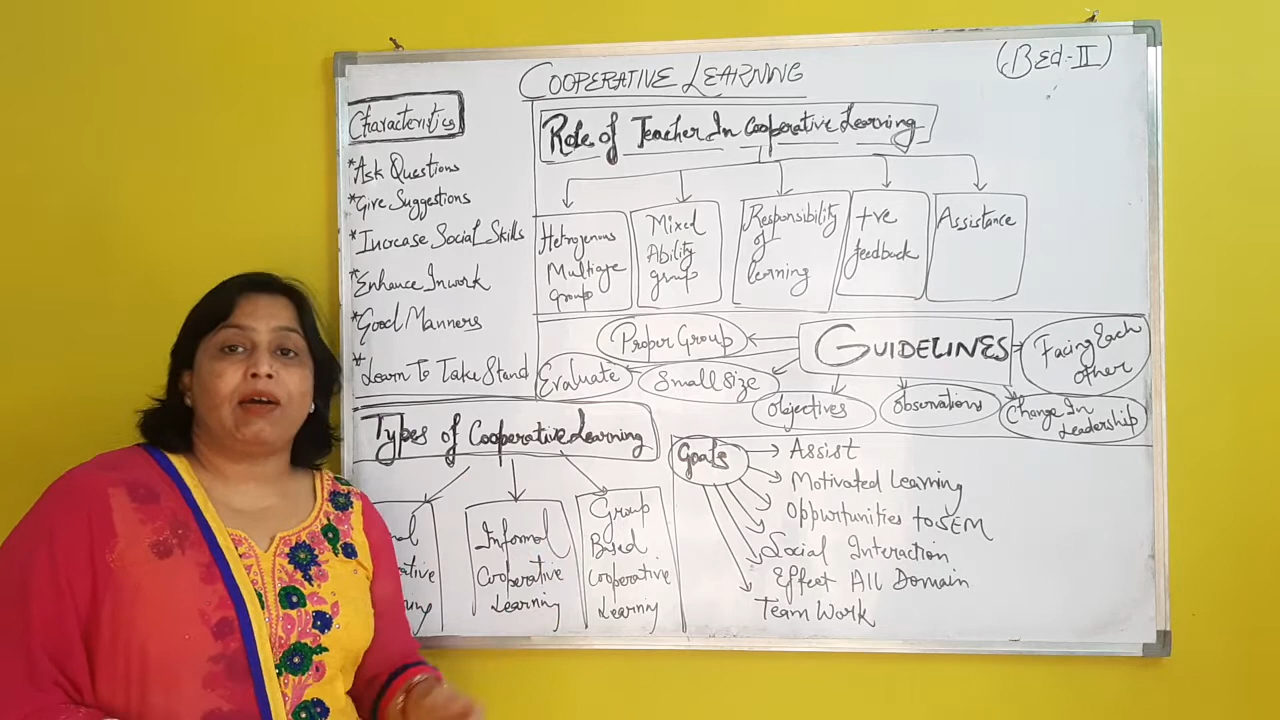 COOPERATIVE LEARNING
(BEd-II)
Characteristics
*Ask Questions
*Give Suggestions
*Increase Social Skills
*Enhance Inwork
*Good Manners
*Learn To Take Stand
Role of Teacher In Cooperative Learning
Hetrogenous
Multiage
group
Mixed
Ability
group
Responsibility
of
learning
+ve
feedback
Assistance
GUIDELINES
Proper Group
Evaluate
Small Size
Objectives
Observations
Change In
Leadership
Facing Each
other
Types of Cooperative Learning
Informal
Cooperative
Learning
Group
Based
Cooperative
Learning
Goals
Assist
Motivated Learning
Oppurtunities to SEM
Social Interaction
Effect All Domain
Team Work